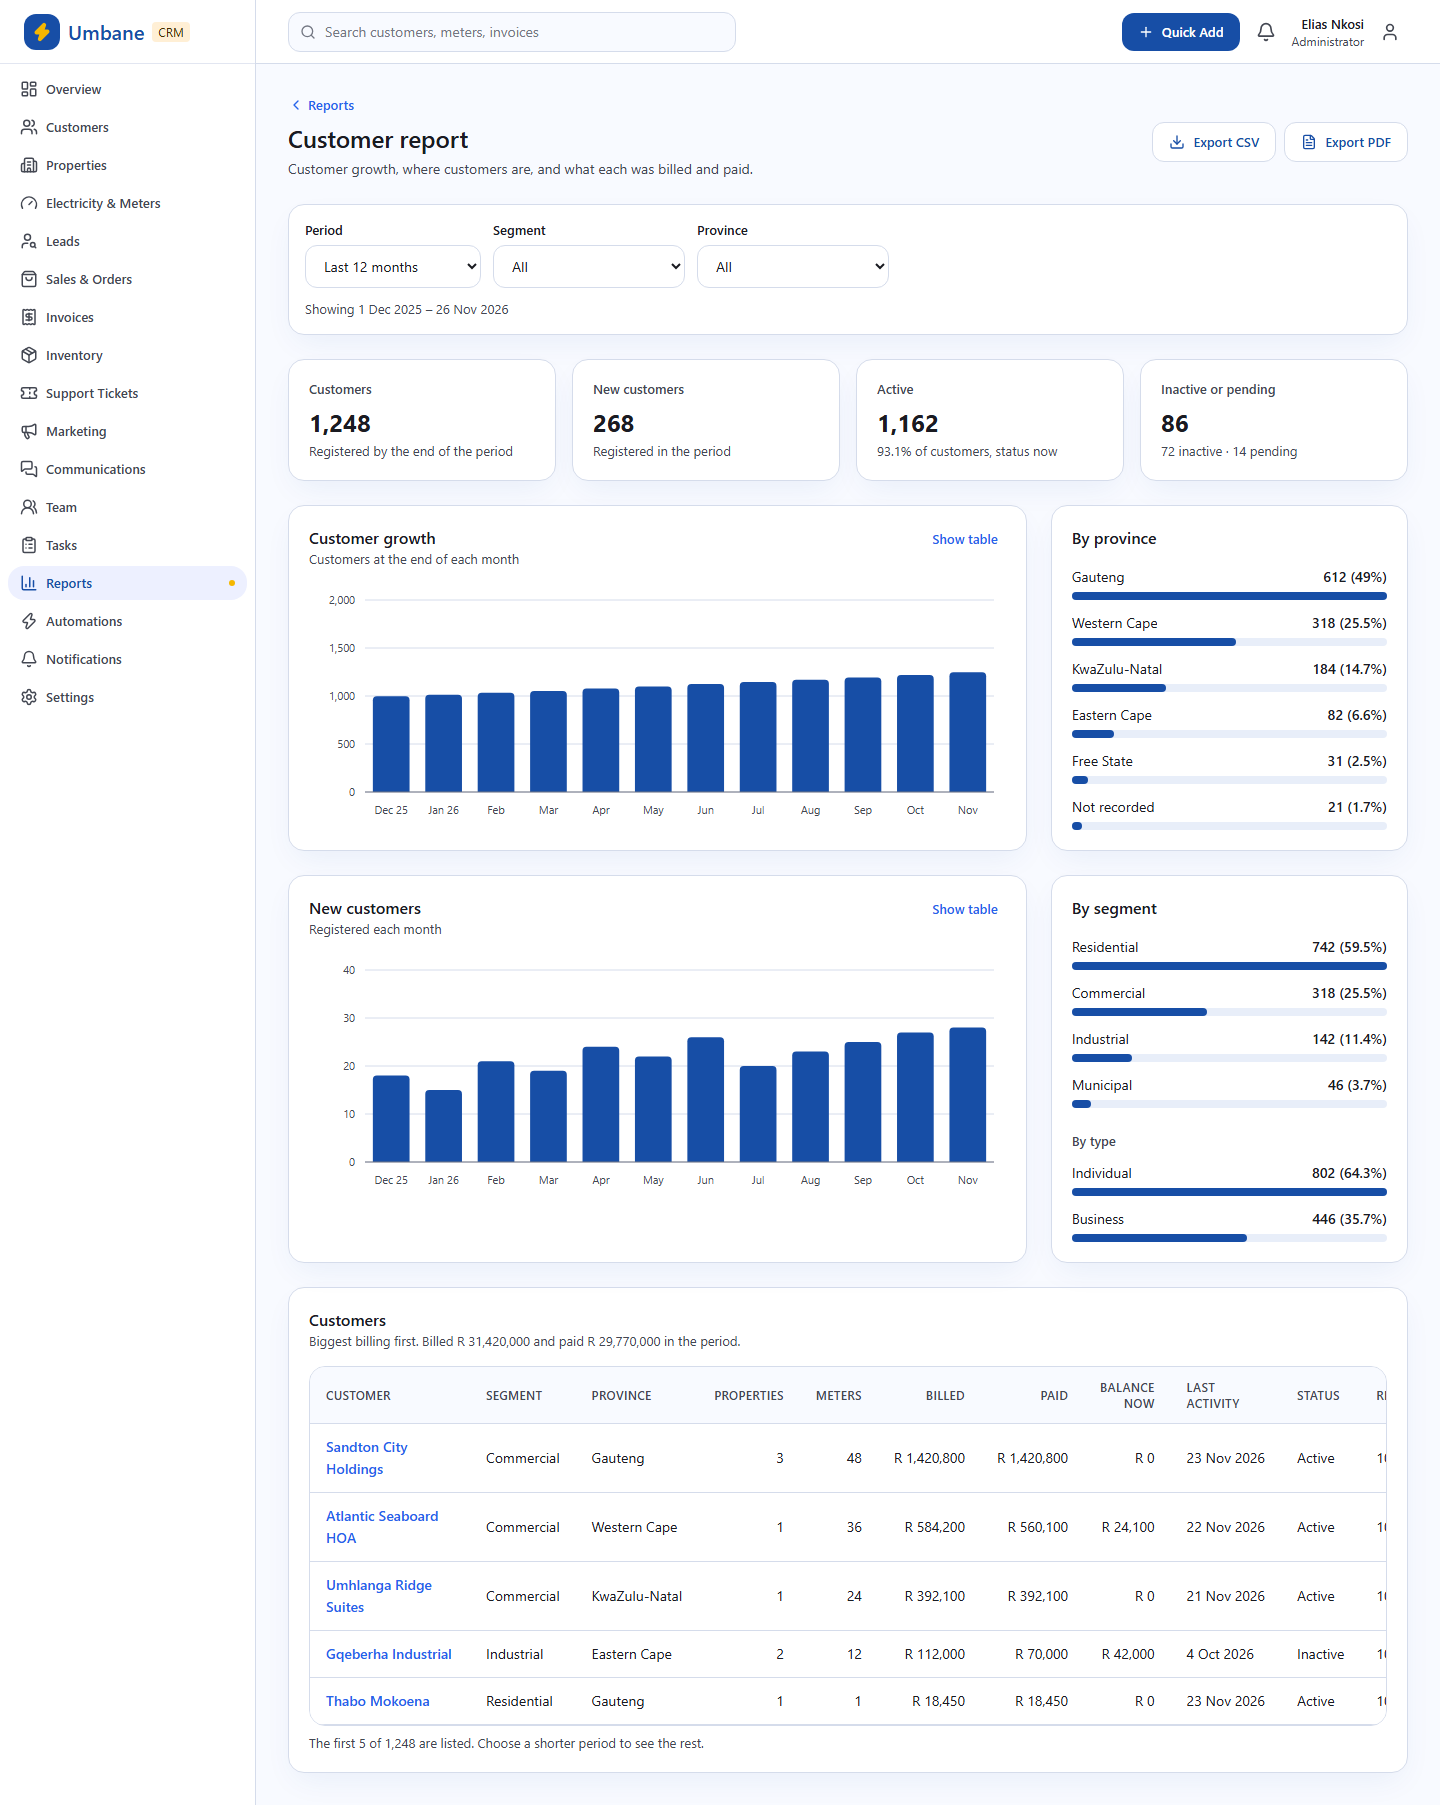 Umbane CRM
Search customers, meters, invoices
Quick Add
Elias Nkosi
Administrator
Overview
Customers
Properties
Electricity & Meters
Leads
Sales & Orders
Invoices
Inventory
Support Tickets
Marketing
Communications
Team
Tasks
Reports
Automations
Notifications
Settings
Reports
Customer report
Customer growth, where customers are, and what each was billed and paid.
Export CSV
Export PDF
Period
Segment
Province
Last 12 months
All
All
Showing 1 Dec 2025 – 26 Nov 2026
Customers
1,248
Registered by the end of the period
New customers
268
Registered in the period
Active
1,162
93.1% of customers, status now
Inactive or pending
86
72 inactive · 14 pending
Customer growth
Show table
Customers at the end of each month
2,000
1,500
1,000
500
0
Dec 25 Jan 26 Feb Mar Apr May Jun Jul Aug Sep Oct Nov
By province
Gauteng 612 (49%)
Western Cape 318 (25.5%)
KwaZulu-Natal 184 (14.7%)
Eastern Cape 82 (6.6%)
Free State 31 (2.5%)
Not recorded 21 (1.7%)
New customers
Show table
Registered each month
40
30
20
10
0
Dec 25 Jan 26 Feb Mar Apr May Jun Jul Aug Sep Oct Nov
By segment
Residential 742 (59.5%)
Commercial 318 (25.5%)
Industrial 142 (11.4%)
Municipal 46 (3.7%)
By type
Individual 802 (64.3%)
Business 446 (35.7%)
Customers
Biggest billing first. Billed R 31,420,000 and paid R 29,770,000 in the period.
CUSTOMER SEGMENT PROVINCE PROPERTIES METERS BILLED PAID BALANCE NOW LAST ACTIVITY STATUS
Sandton City Holdings Commercial Gauteng 3 48 R 1,420,800 R 1,420,800 R 0 23 Nov 2026 Active
Atlantic Seaboard HOA Commercial Western Cape 1 36 R 584,200 R 560,100 R 24,100 22 Nov 2026 Active
Umhlanga Ridge Suites Commercial KwaZulu-Natal 1 24 R 392,100 R 392,100 R 0 21 Nov 2026 Active
Gqeberha Industrial Industrial Eastern Cape 2 12 R 112,000 R 70,000 R 42,000 4 Oct 2026 Inactive
Thabo Mokoena Residential Gauteng 1 1 R 18,450 R 18,450 R 0 23 Nov 2026 Active
The first 5 of 1,248 are listed. Choose a shorter period to see the rest.